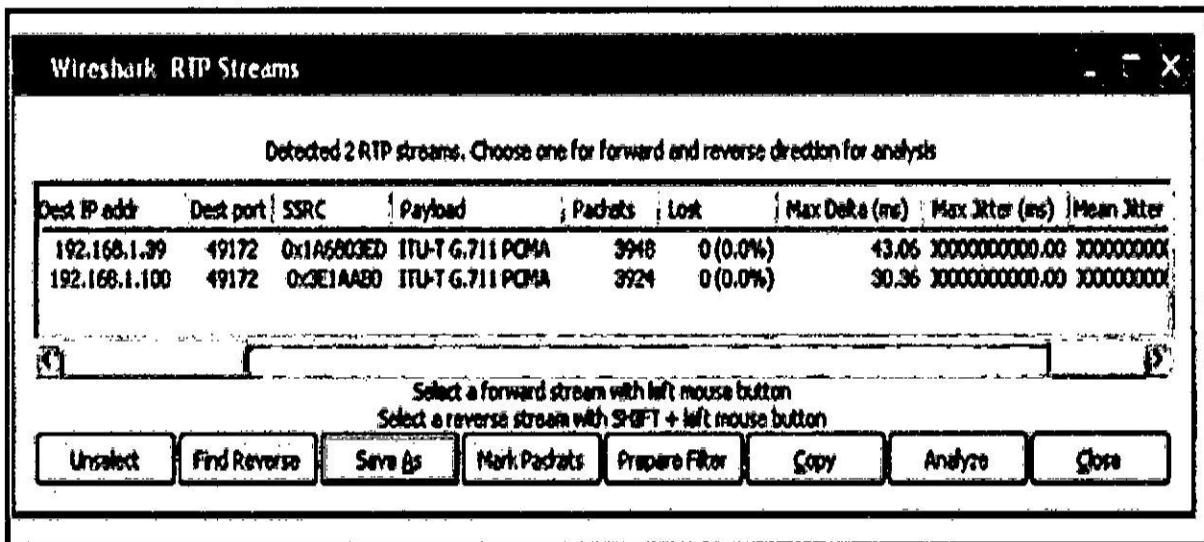 Wireshark RTP Streams
Detected 2 RTP streams. Choose one for forward and reverse direction for analysis
Dest IP addr Dest port SSRC Payload Packets Lost Max Delta (ms) Max Jitter (ms) Mean Jitter
192.168.1.39 49172 0x1A6803ED ITU-T G.711 PCMA 3948 0 (0.0%) 43.06
192.168.1.100 49172 0x3E1AAB0 ITU-T G.711 PCMA 3924 0 (0.0%) 30.36
Select a forward stream with left mouse button
Select a reverse stream with SHIFT + left mouse button
Unselect Find Reverse Save As Mark Packets Prepare Filter Copy Analyze Close